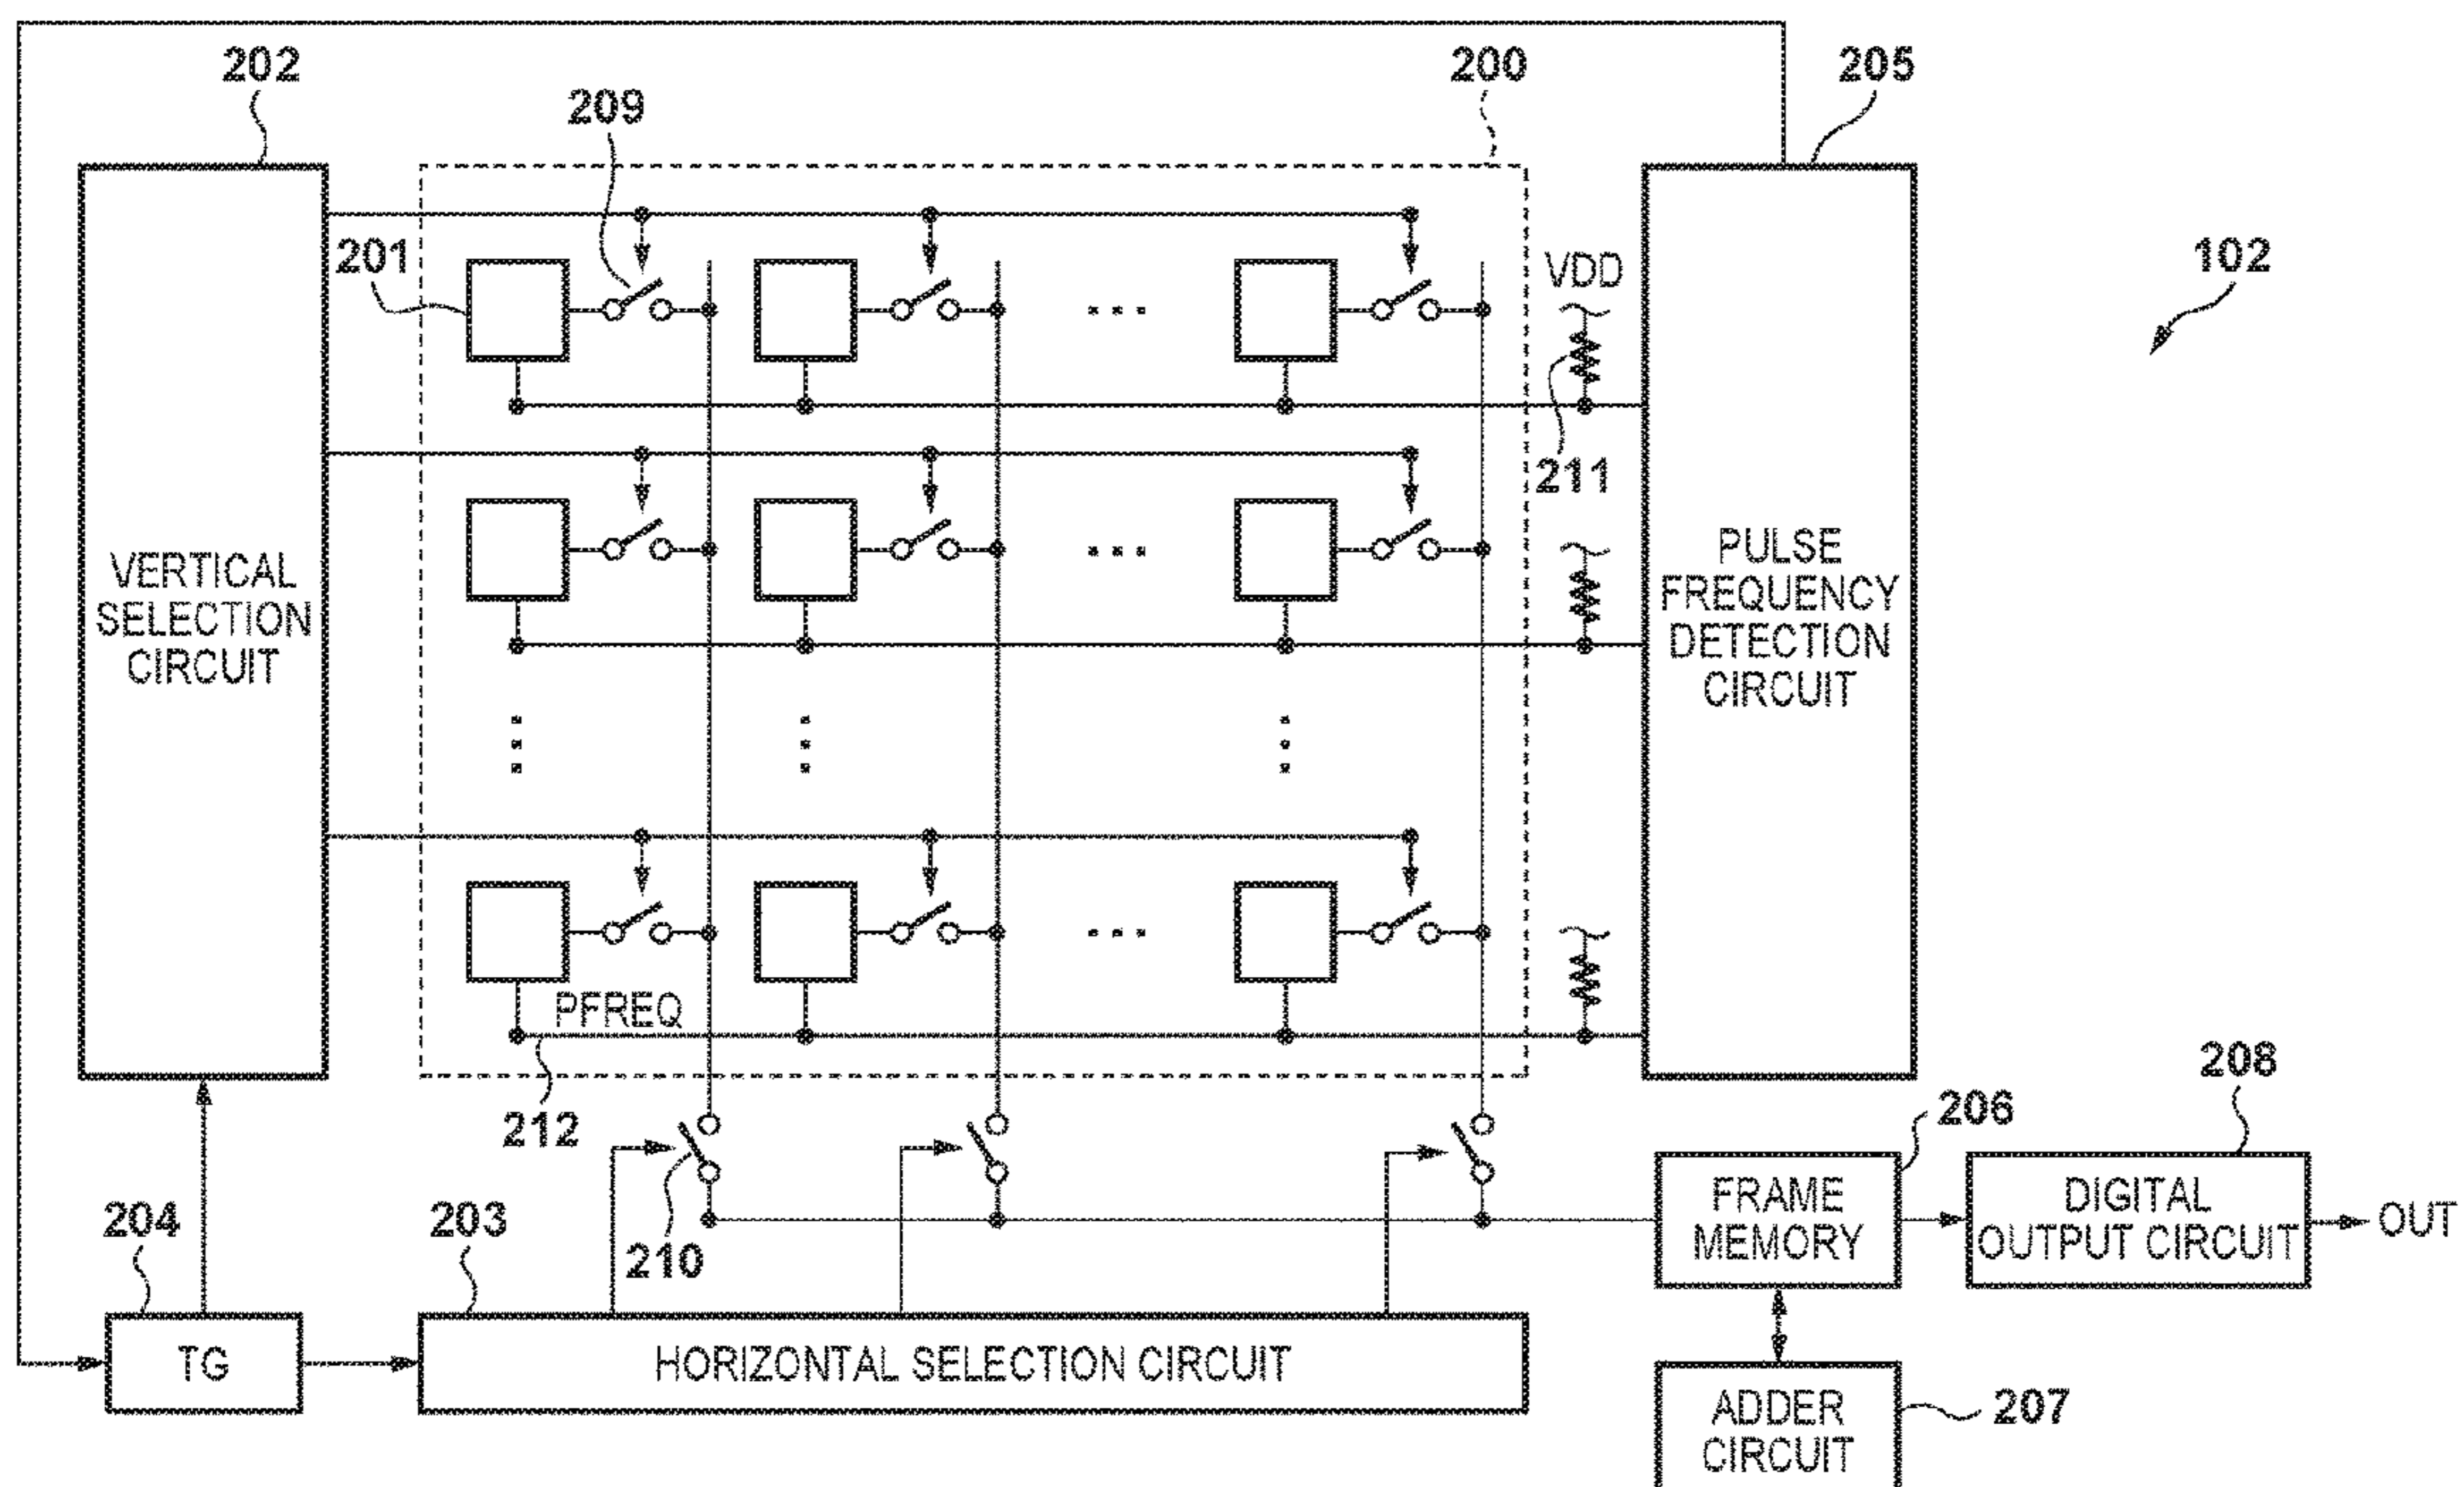 202
209
200
205
201
VDD
102
211
VERTICAL
SELECTION
CIRCUIT
PULSE
FREQUENCY
DETECTION
CIRCUIT
PFREQ
212
208
206
204
203
210
FRAME
MEMORY
DIGITAL
OUTPUT CIRCUIT
OUT
TG
HORIZONTAL SELECTION CIRCUIT
ADDER
CIRCUIT
207